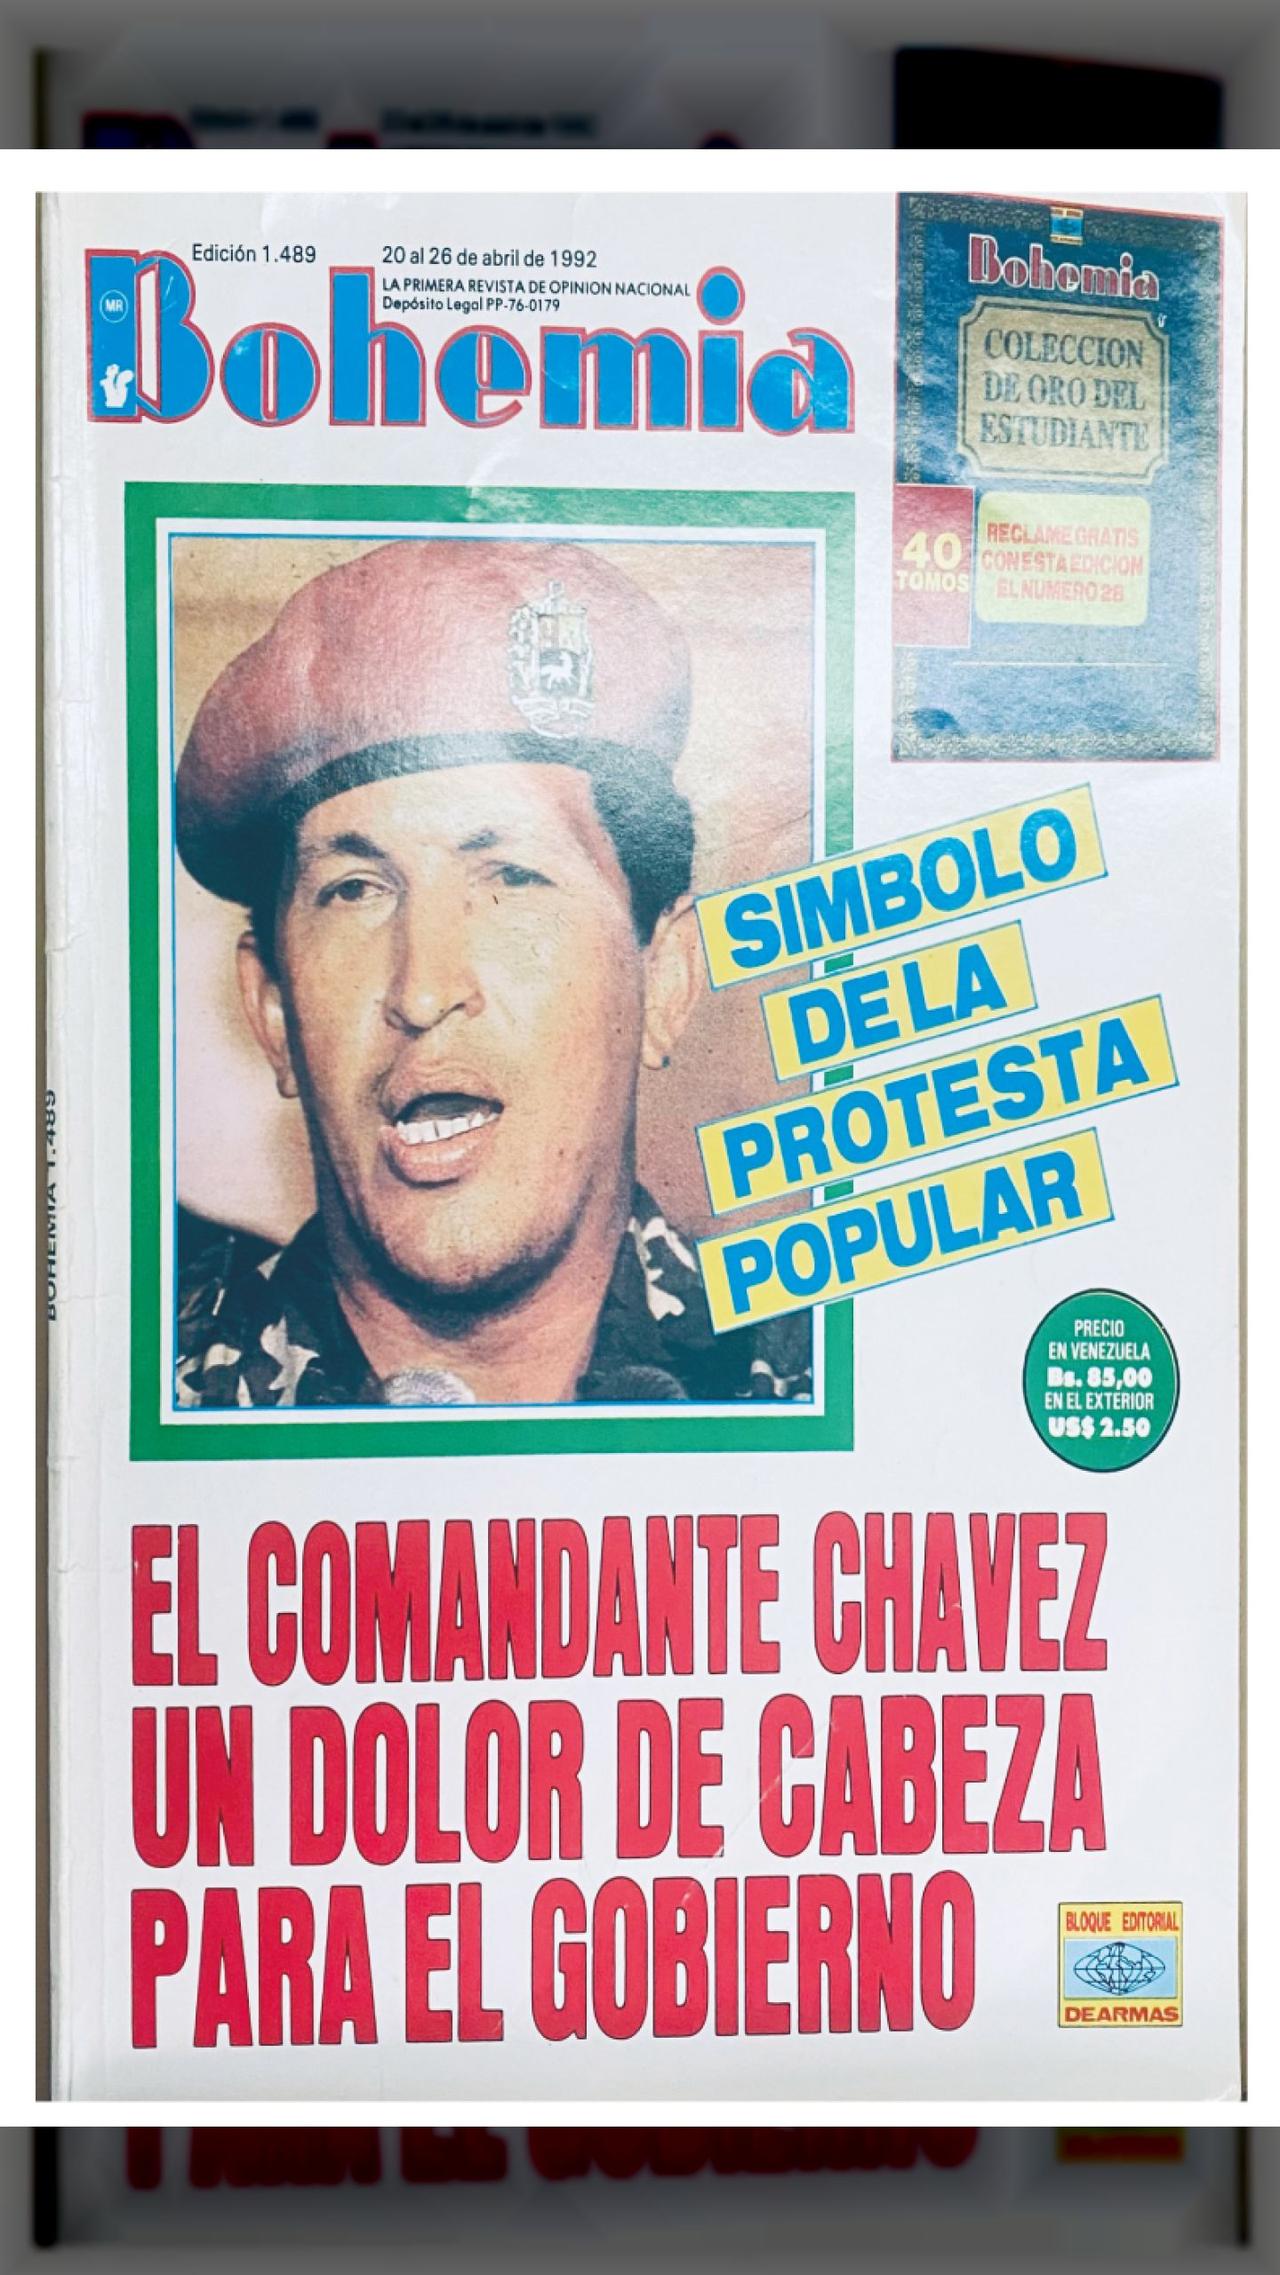 Edición 1.489
20 al 26 de abril de 1992
LA PRIMERA REVISTA DE OPINION NACIONAL
Depósito Legal PP-76-0179
MR
Bohemia
Bohemia
COLECCION
DE ORO DEL
ESTUDIANTE
40
TOMOS
RECLAME GRATIS
CON ESTA EDICION
EL NUMERO 28
SIMBOLO
DE LA
PROTESTA
POPULAR
BOHEMIA 1.489
PRECIO
EN VENEZUELA
Bs. 85,00
EN EL EXTERIOR
US$ 2.50
EL COMANDANTE CHAVEZ
UN DOLOR DE CABEZA
PARA EL GOBIERNO
BLOQUE EDITORIAL
DEARMAS